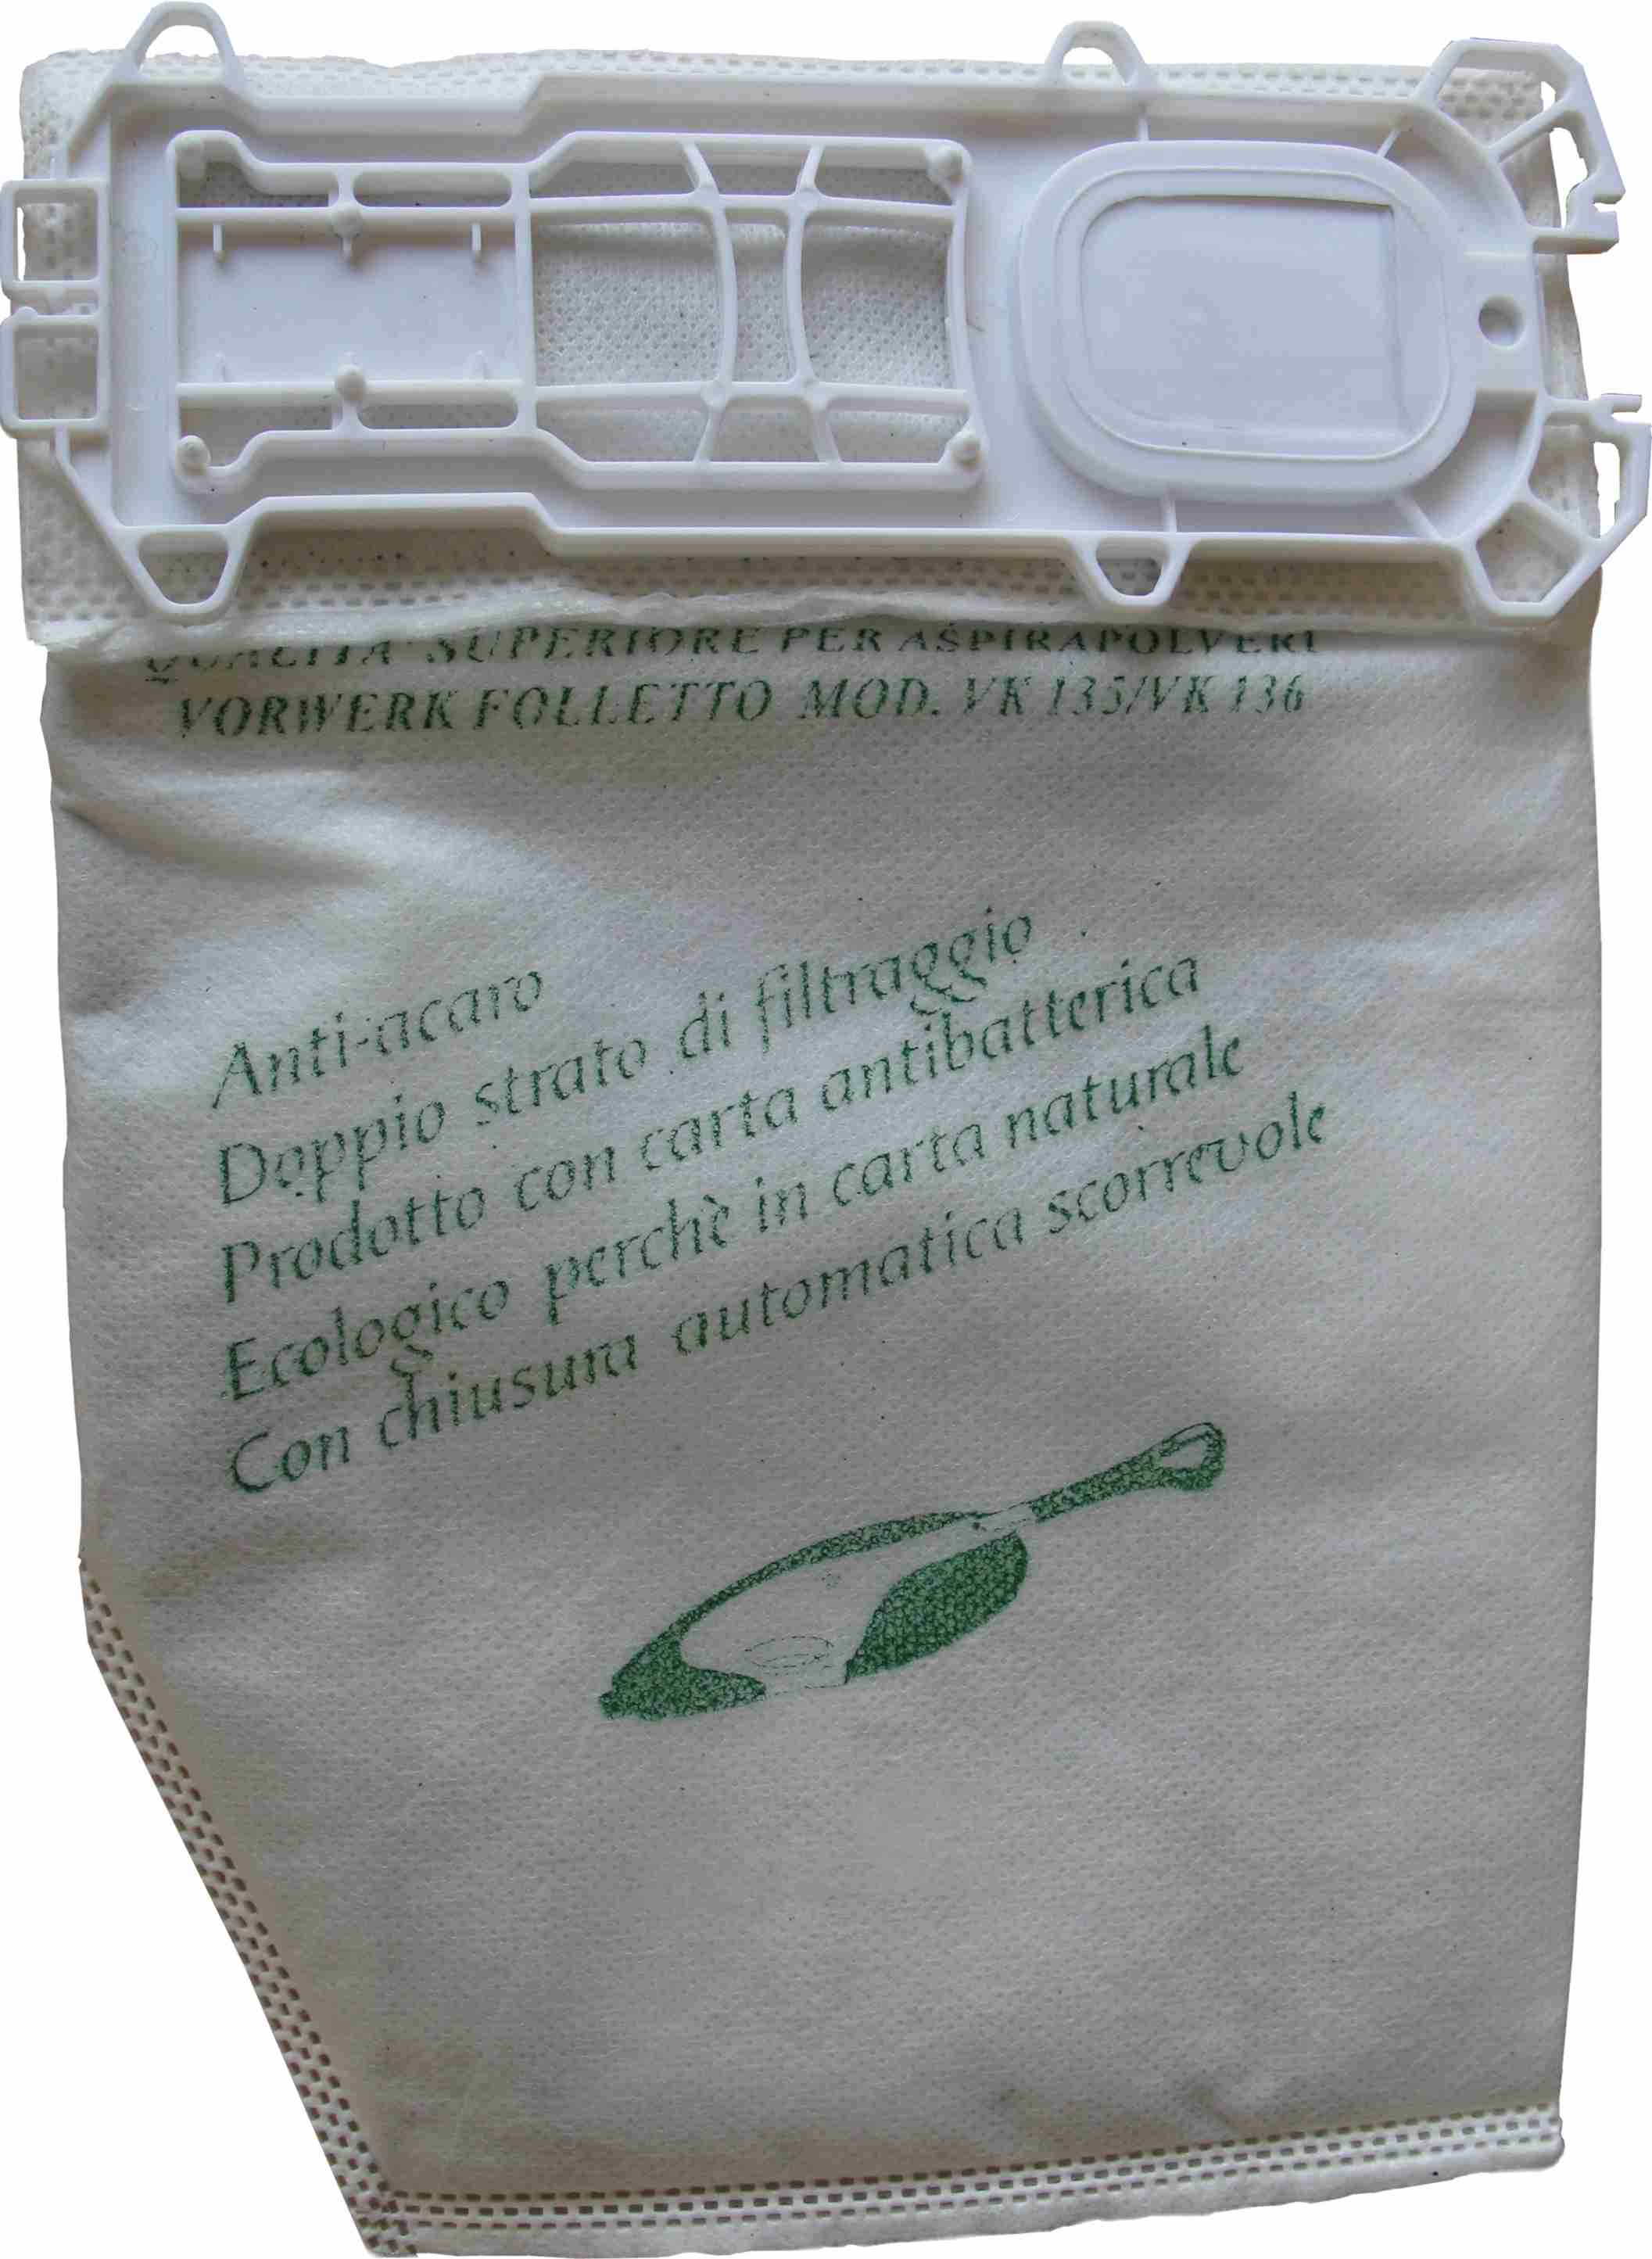 QUALITA' SUPERIORE PER ASPIRAPOLVERI
VORWERK FOLLETTO MOD. VK 135/VK 136
Anti-acaro
Doppio strato di filtraggio
Prodotto con carta antibatterica
Ecologico perchè in carta naturale
Con chiusura automatica scorrevole